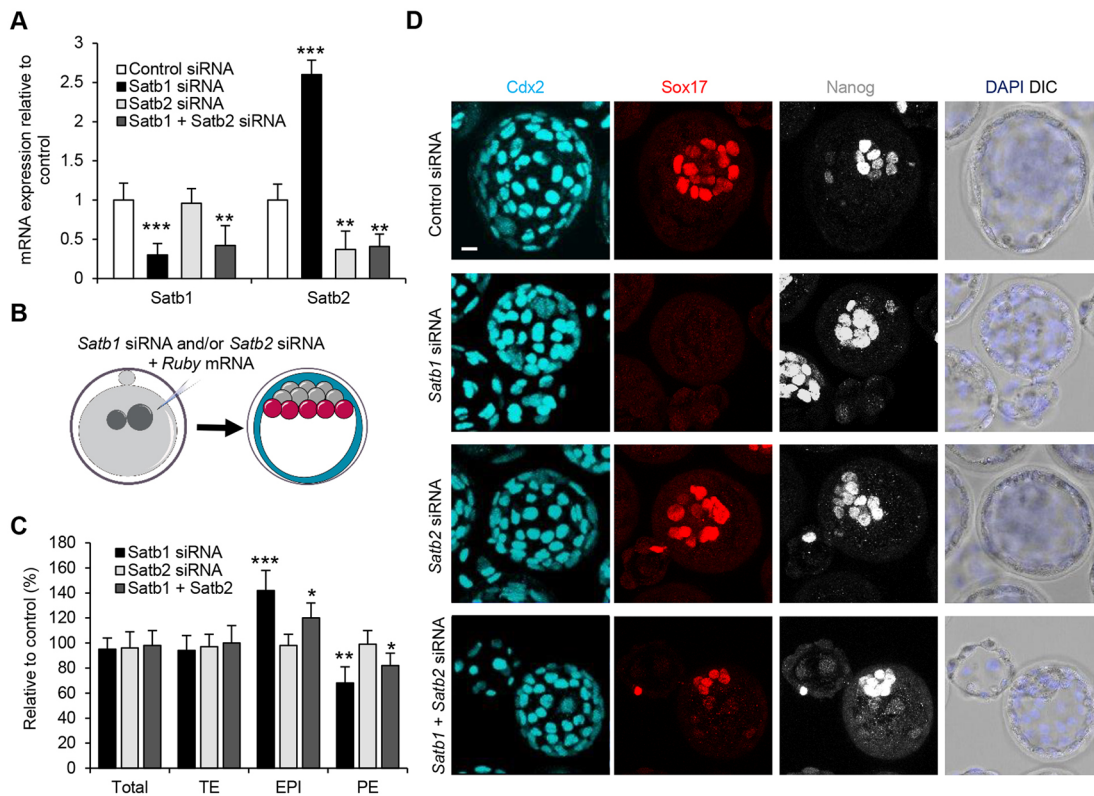 A
mRNA expression relative to
control
3
2.5
2
1.5
1
0.5
0
Control siRNA
Satb1 siRNA
Satb2 siRNA
Satb1 + Satb2 siRNA
***
**
***
**
**
Satb1
Satb2
B
Satb1 siRNA and/or Satb2 siRNA
+ Ruby mRNA
C
Relative to control (%)
180
160
140
120
100
80
60
40
20
0
Satb1 siRNA
Satb2 siRNA
Satb1 + Satb2
***
*
**
*
Total
TE
EPI
PE
D
Cdx2
Sox17
Nanog
DAPI DIC
Control siRNA
Satb1 siRNA
Satb2 siRNA
Satb1 + Satb2 siRNA